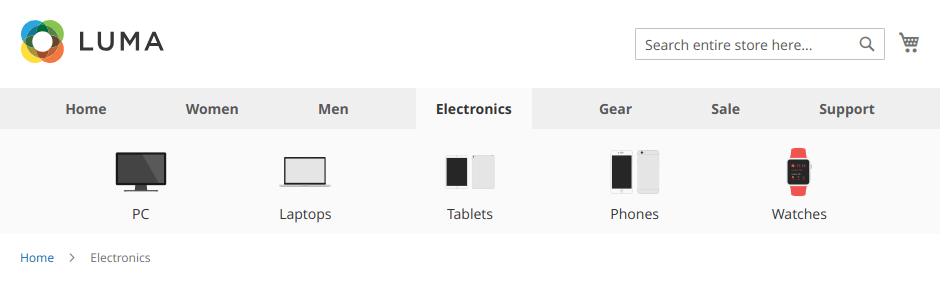 LUMA
Search entire store here...
Home Women Men Electronics Gear Sale Support
PC Laptops Tablets Phones Watches
Home > Electronics